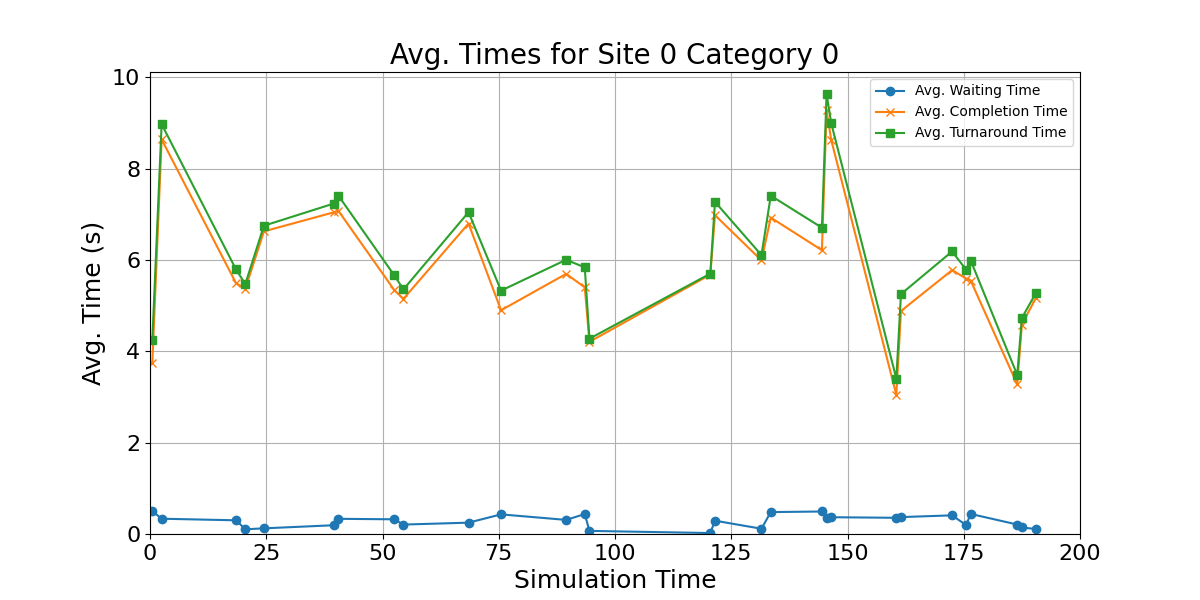 Avg. Times for Site 0 Category 0
Avg. Time (s)
10
8
6
4
2
0
Avg. Waiting Time
Avg. Completion Time
Avg. Turnaround Time
0 25 50 75 100 125 150 175 200
Simulation Time